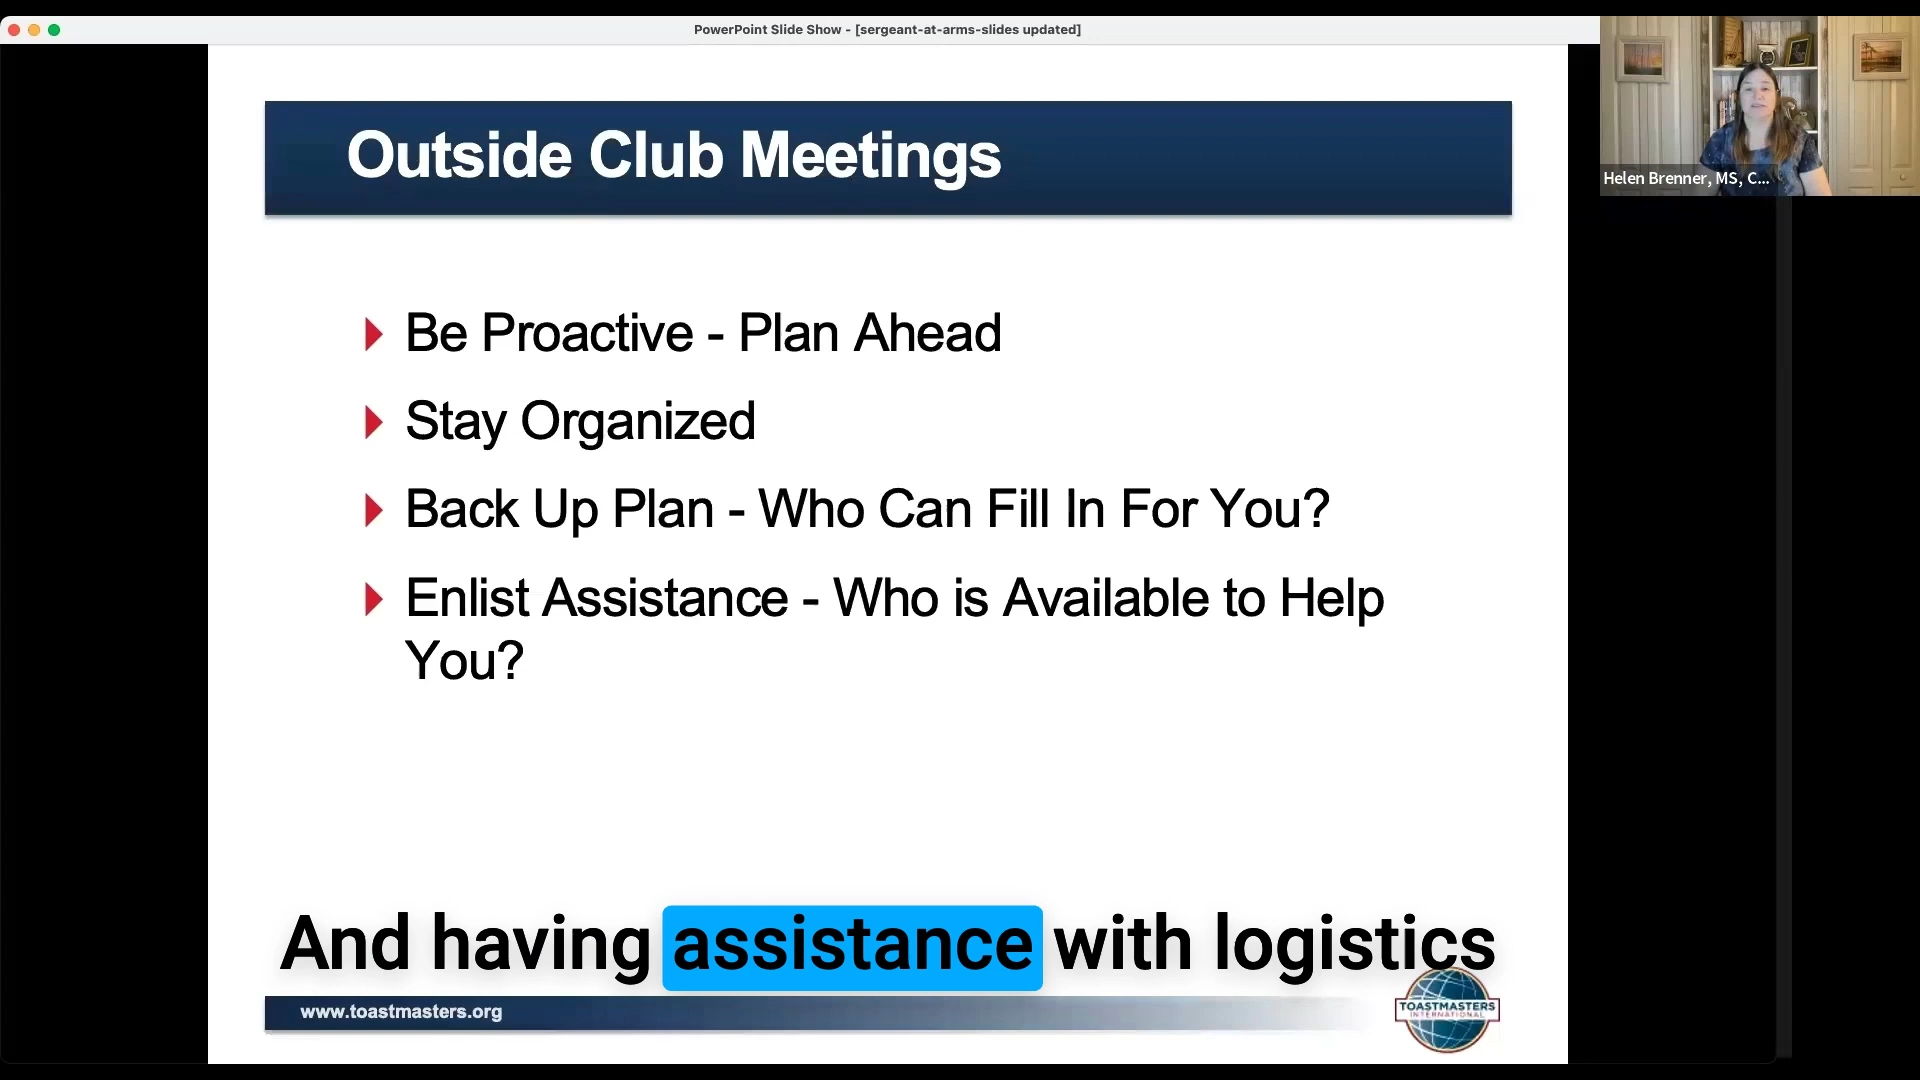 PowerPoint Slide Show - [sergeant-at-arms-slides updated]
Helen Brenner, MS, C...
Outside Club Meetings
Be Proactive - Plan Ahead
Stay Organized
Back Up Plan - Who Can Fill In For You?
Enlist Assistance - Who is Available to Help
You?
And having assistance with logistics
www.toastmasters.org
TOASTMASTERS
INTERNATIONAL